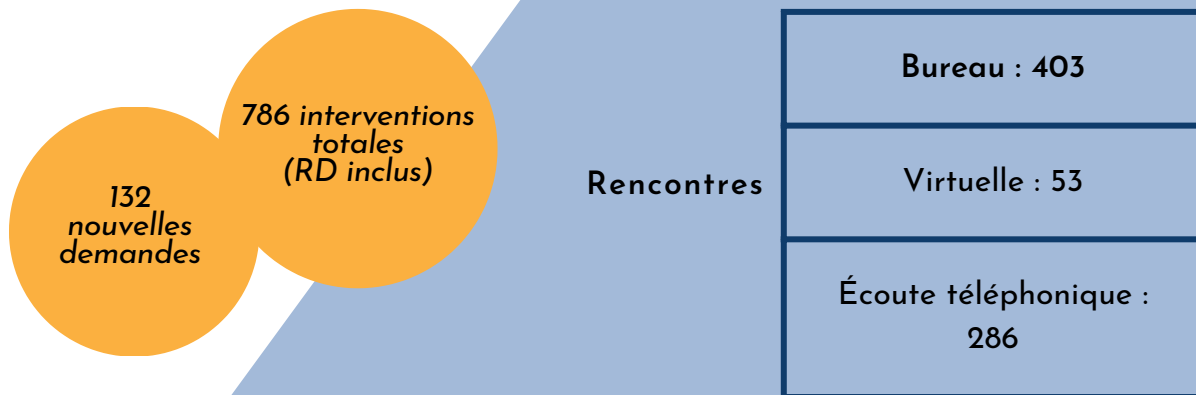 786 interventions
totales
(RD inclus)
132
nouvelles
demandes
Rencontres
Bureau : 403
Virtuelle : 53
Écoute téléphonique :
286